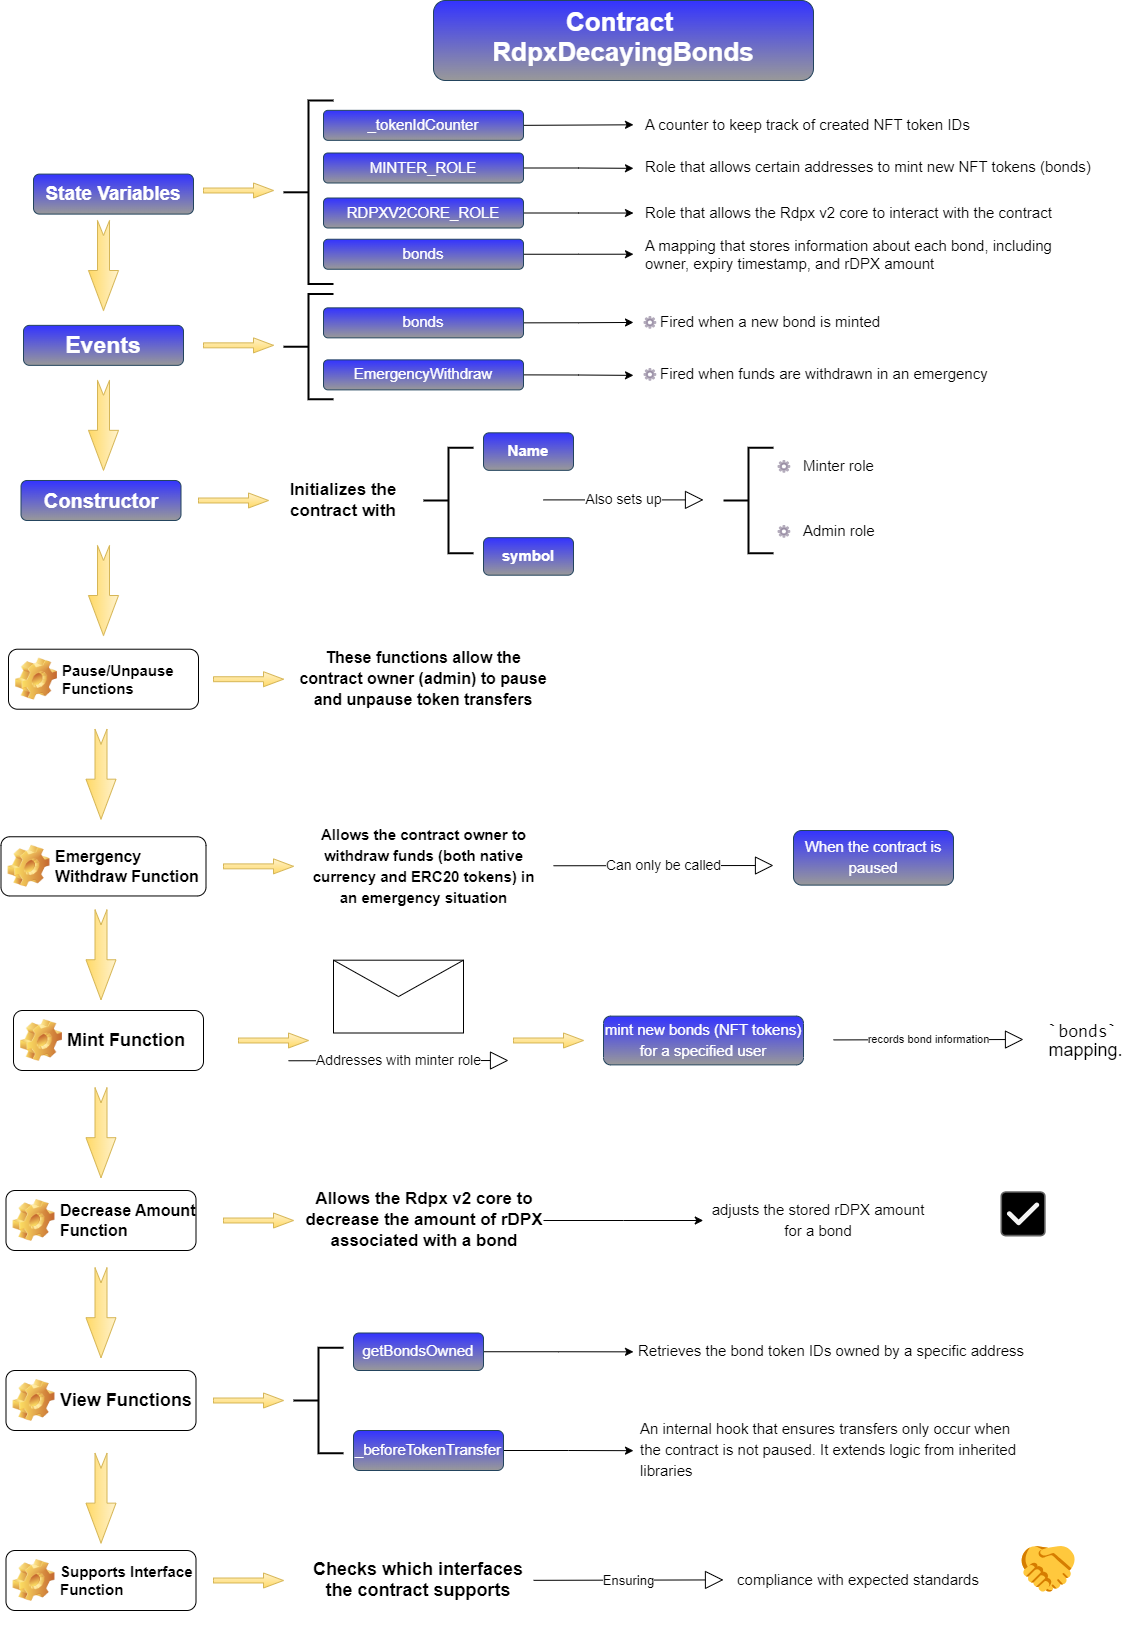 Contract
RdpxDecayingBonds
State Variables
_tokenIdCounter
A counter to keep track of created NFT token IDs
MINTER_ROLE
Role that allows certain addresses to mint new NFT tokens (bonds)
RDPXV2CORE_ROLE
Role that allows the Rdpx v2 core to interact with the contract
bonds
A mapping that stores information about each bond, including
owner, expiry timestamp, and rDPX amount
Events
bonds
Fired when a new bond is minted
EmergencyWithdraw
Fired when funds are withdrawn in an emergency
Constructor
Initializes the
contract with
Name
symbol
Also sets up
Minter role
Admin role
Pause/Unpause
Functions
These functions allow the
contract owner (admin) to pause
and unpause token transfers
Emergency
Withdraw Function
Allows the contract owner to
withdraw funds (both native
currency and ERC20 tokens) in
an emergency situation
Can only be called
When the contract is
paused
Mint Function
Addresses with minter role
mint new bonds (NFT tokens)
for a specified user
records bond information
`bonds`
mapping.
Decrease Amount
Function
Allows the Rdpx v2 core to
decrease the amount of rDPX
associated with a bond
adjusts the stored rDPX amount
for a bond
View Functions
getBondsOwned
Retrieves the bond token IDs owned by a specific address
_beforeTokenTransfer
An internal hook that ensures transfers only occur when
the contract is not paused. It extends logic from inherited
libraries
Supports Interface
Function
Checks which interfaces
the contract supports
Ensuring
compliance with expected standards